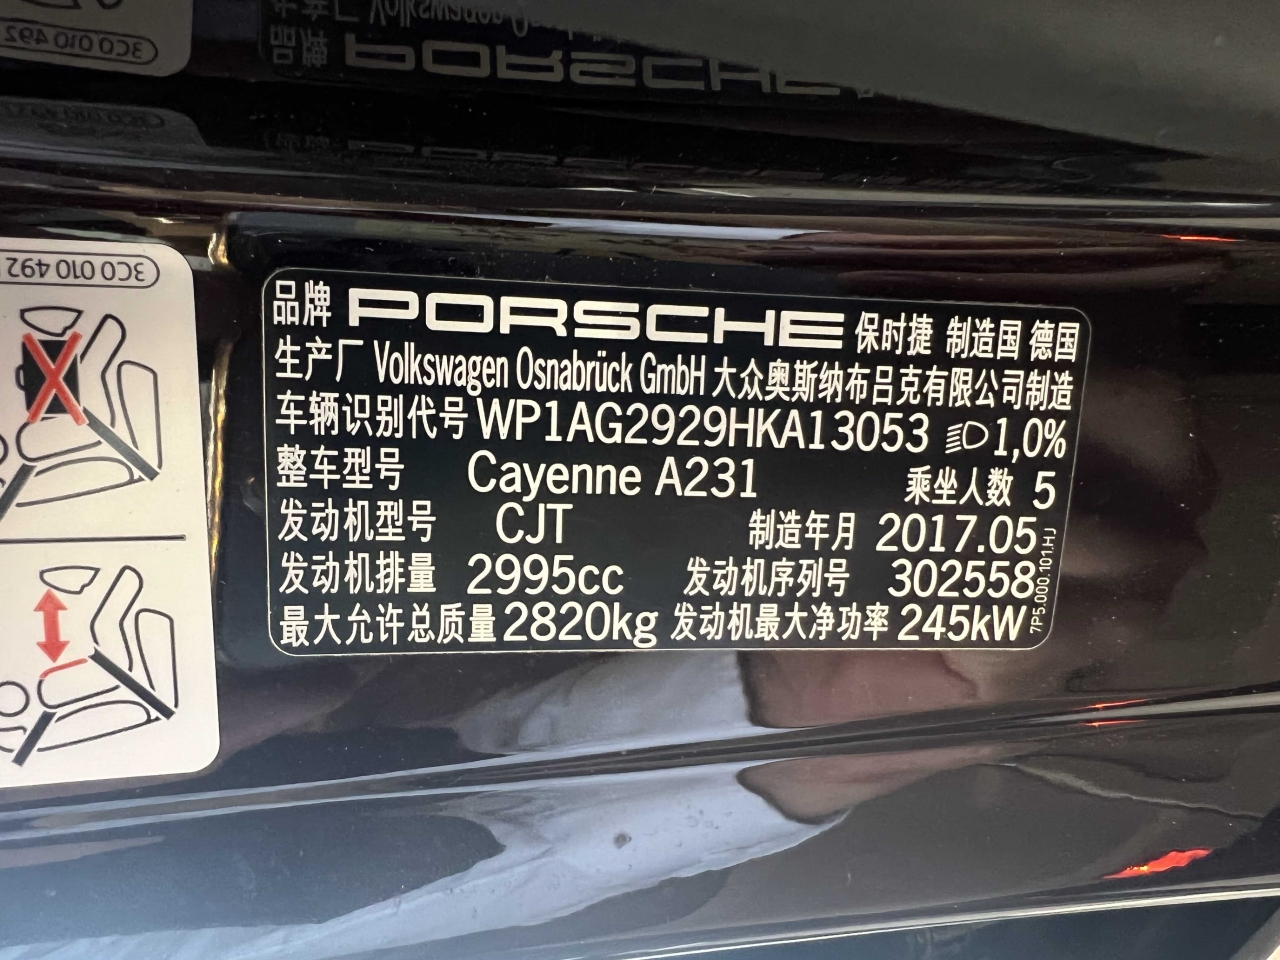 3C0 010 492
品牌 PORSCHE 保时捷 制造国 德国
生产厂 Volkswagen Osnabrück GmbH 大众奥斯纳布吕克有限公司制造
车辆识别代号 WP1AG2929HKA13053 1,0%
整车型号 Cayenne A231 乘坐人数 5
发动机型号 CJT 制造年月 2017.05
发动机排量 2995cc 发动机序列号 302558
最大允许总质量 2820kg 发动机最大净功率 245kW
7P5.000.101.HJ